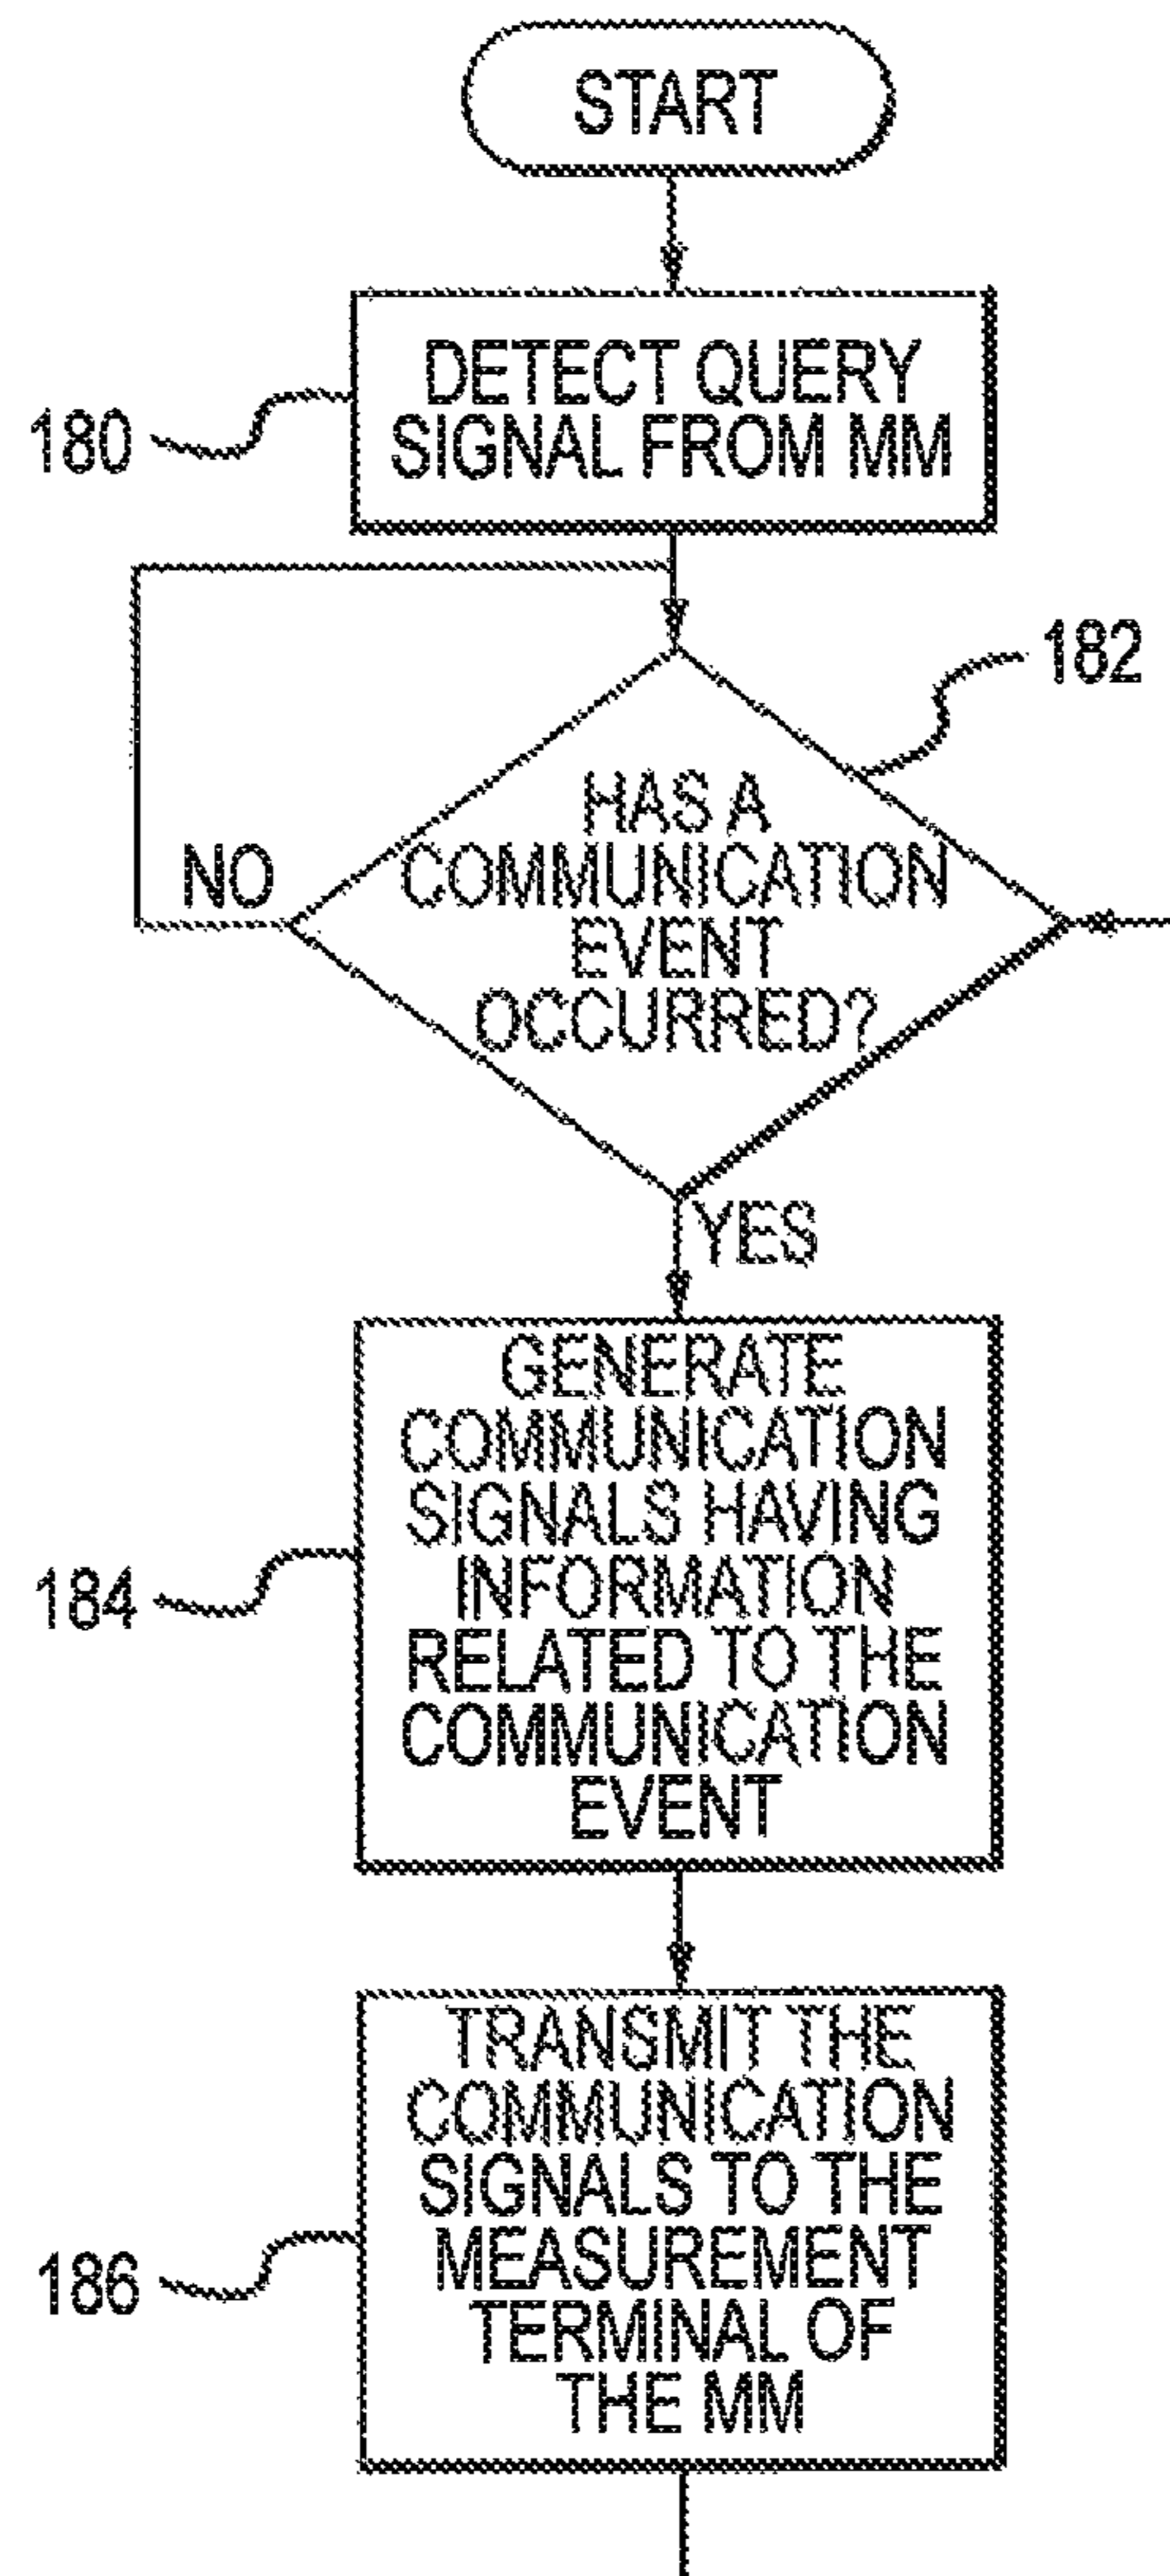 START
DETECT QUERY
SIGNAL FROM MM
180
182
HAS A
COMMUNICATION
EVENT
OCCURRED?
NO
YES
GENERATE
COMMUNICATION
SIGNALS HAVING
INFORMATION
RELATED TO THE
COMMUNICATION
EVENT
184
TRANSMIT THE
COMMUNICATION
SIGNALS TO THE
MEASUREMENT
TERMINAL OF
THE MM
186